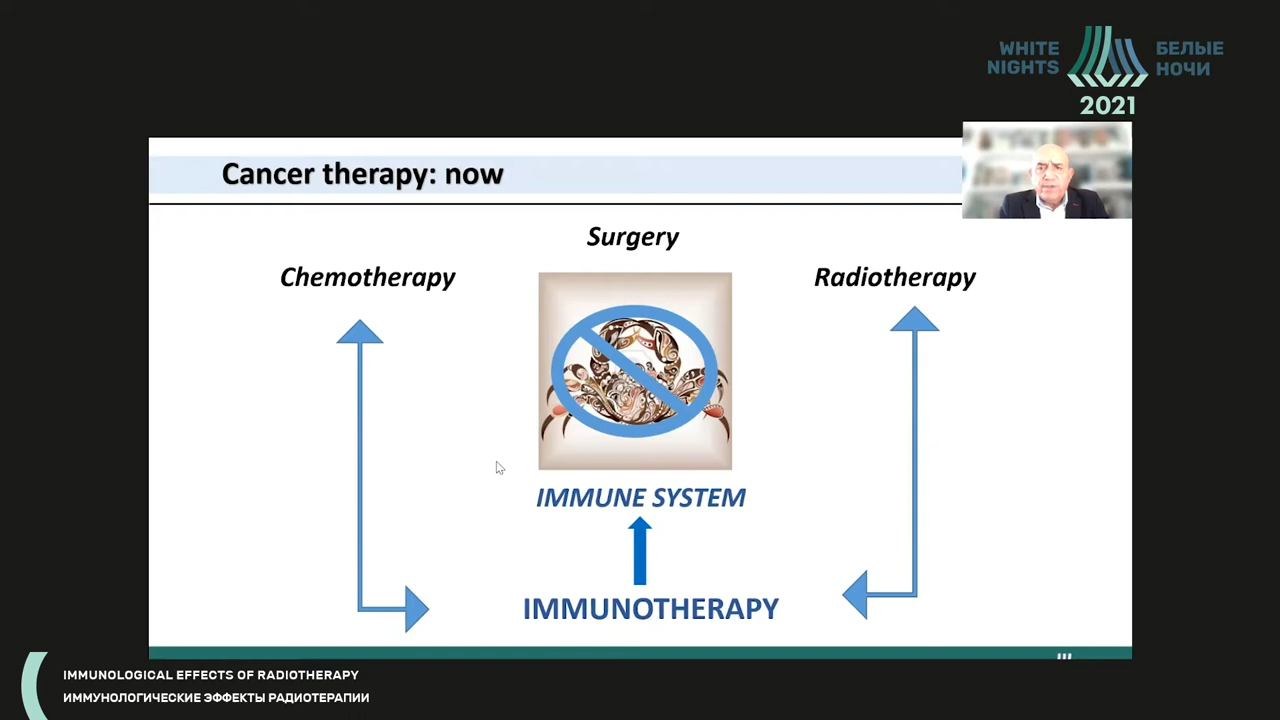 WHITE
NIGHTS
БЕЛЫЕ
НОЧИ
2021
Cancer therapy: now
Surgery
Chemotherapy
Radiotherapy
IMMUNE SYSTEM
IMMUNOTHERAPY
IMMUNOLOGICAL EFFECTS OF RADIOTHERAPY
ИММУНОЛОГИЧЕСКИЕ ЭФФЕКТЫ РАДИОТЕРАПИИ